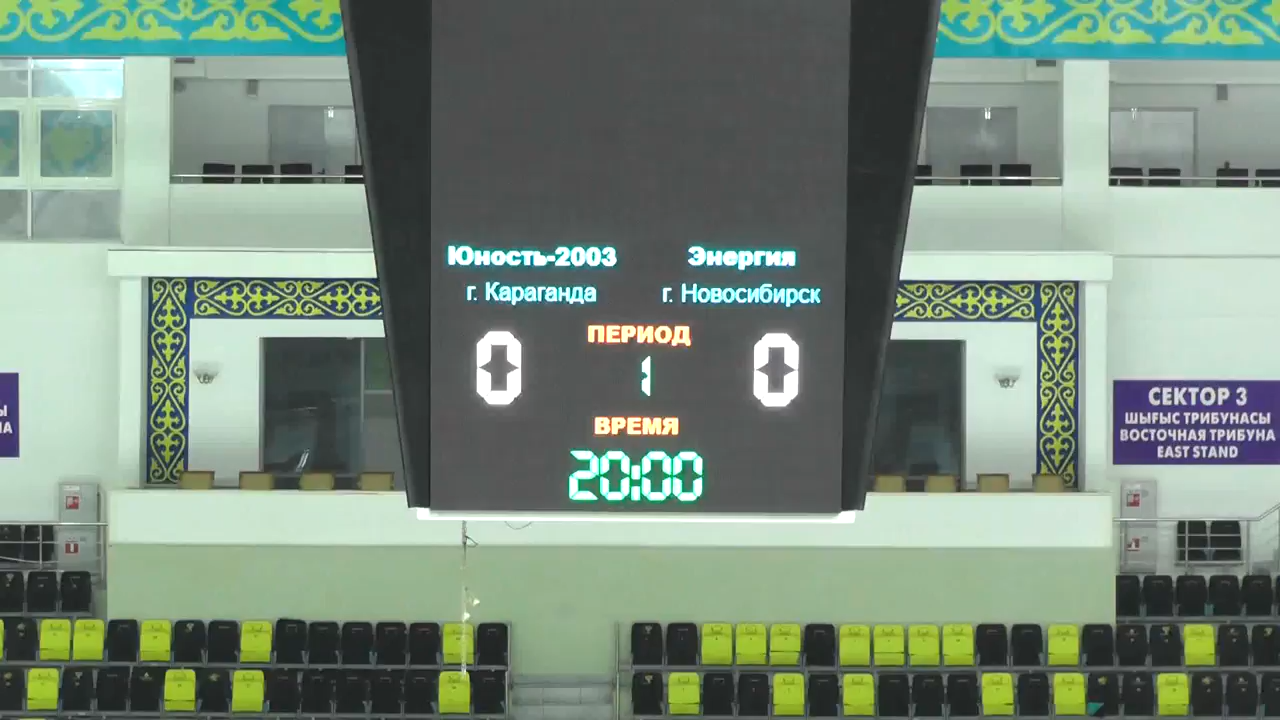 Юность-2003 Энергия
г. Караганда г. Новосибирск
ПЕРИОД
0 1 0
ВРЕМЯ
20:00
СЕКТОР 3
ШЫҒЫС ТРИБУНАСЫ
ВОСТОЧНАЯ ТРИБУНА
EAST STAND